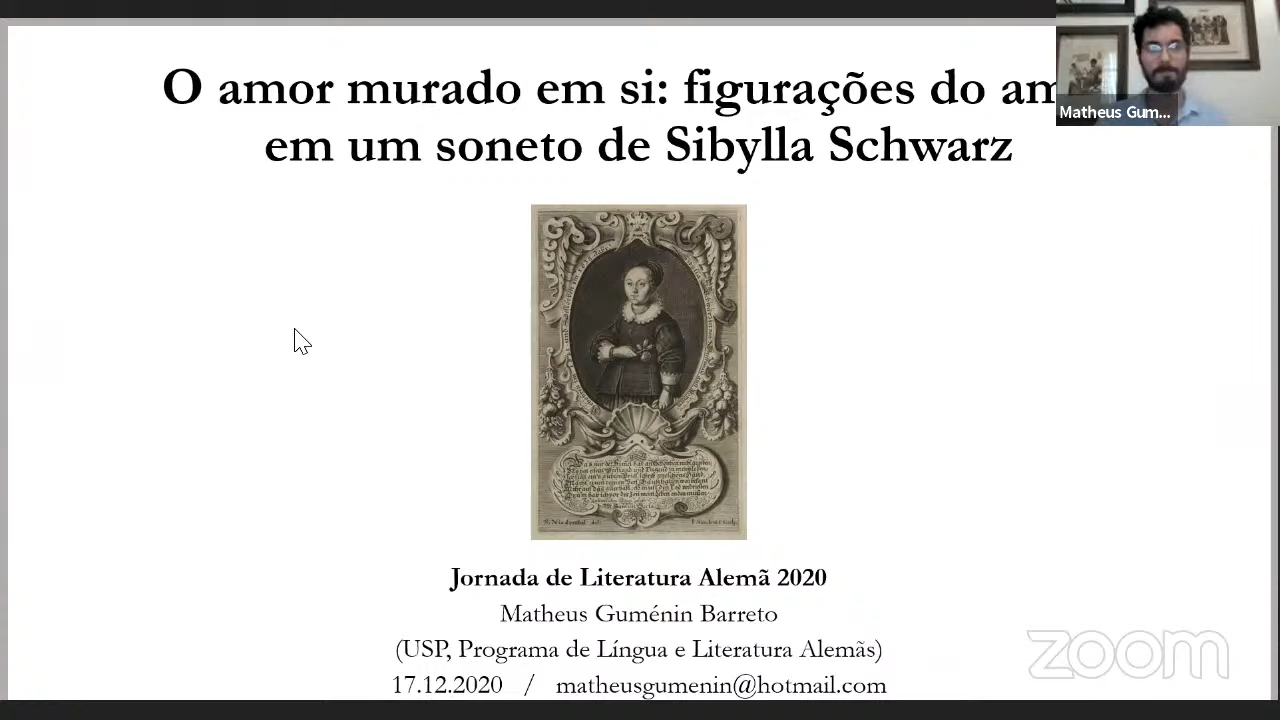 O amor murado em si: figurações do am
em um soneto de Sibylla Schwarz
Matheus Gum...
Jornada de Literatura Alemã 2020
Matheus Guménin Barreto
(USP, Programa de Língua e Literatura Alemãs)
17.12.2020 / matheusgumenin@hotmail.com
zoom